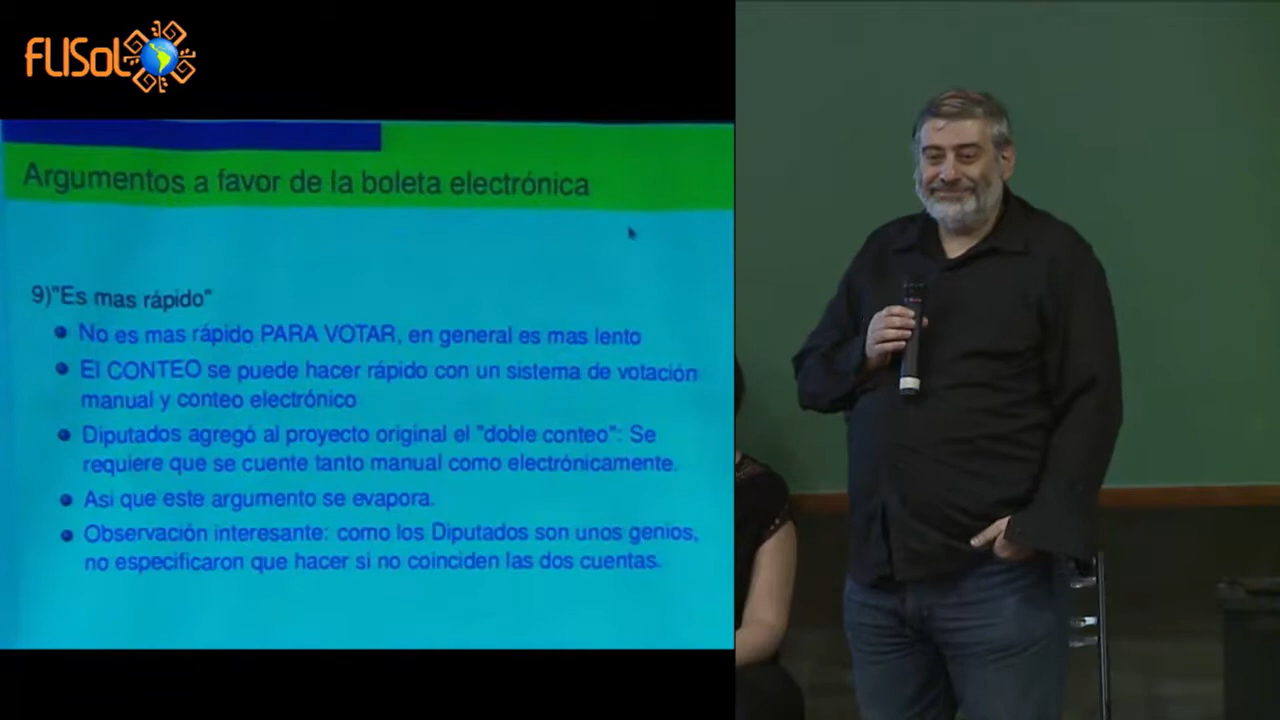 FLISoL
Argumentos a favor de la boleta electrónica
9)"Es mas rápido"
No es mas rápido PARA VOTAR, en general es mas lento
El CONTEO se puede hacer rápido con un sistema de votación
manual y conteo electrónico
Diputados agregó al proyecto original el "doble conteo": Se
requiere que se cuente tanto manual como electrónicamente.
Asi que este argumento se evapora.
Observación interesante: como los Diputados son unos genios,
no especificaron que hacer si no coinciden las dos cuentas.